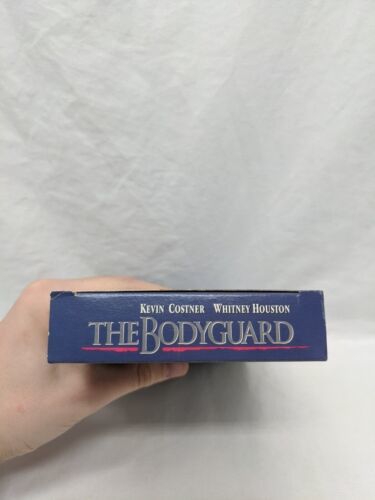 KEVIN COSTNER WHITNEY HOUSTON
THE BODYGUARD